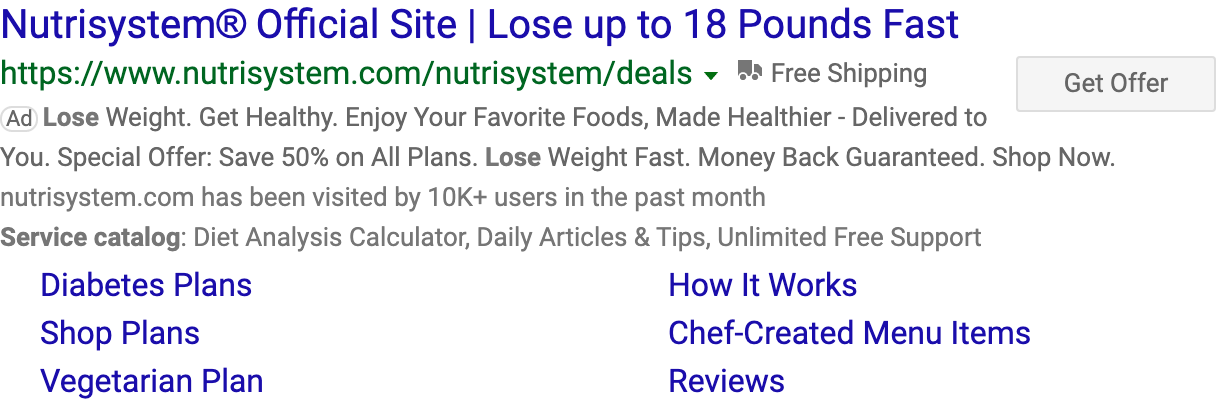 Nutrisystem® Official Site | Lose up to 18 Pounds Fast
https://www.nutrisystem.com/nutrisystem/deals Free Shipping
Get Offer
Ad Lose Weight. Get Healthy. Enjoy Your Favorite Foods, Made Healthier - Delivered to
You. Special Offer: Save 50% on All Plans. Lose Weight Fast. Money Back Guaranteed. Shop Now.
nutrisystem.com has been visited by 10K+ users in the past month
Service catalog: Diet Analysis Calculator, Daily Articles & Tips, Unlimited Free Support
Diabetes Plans
How It Works
Shop Plans
Chef-Created Menu Items
Vegetarian Plan
Reviews